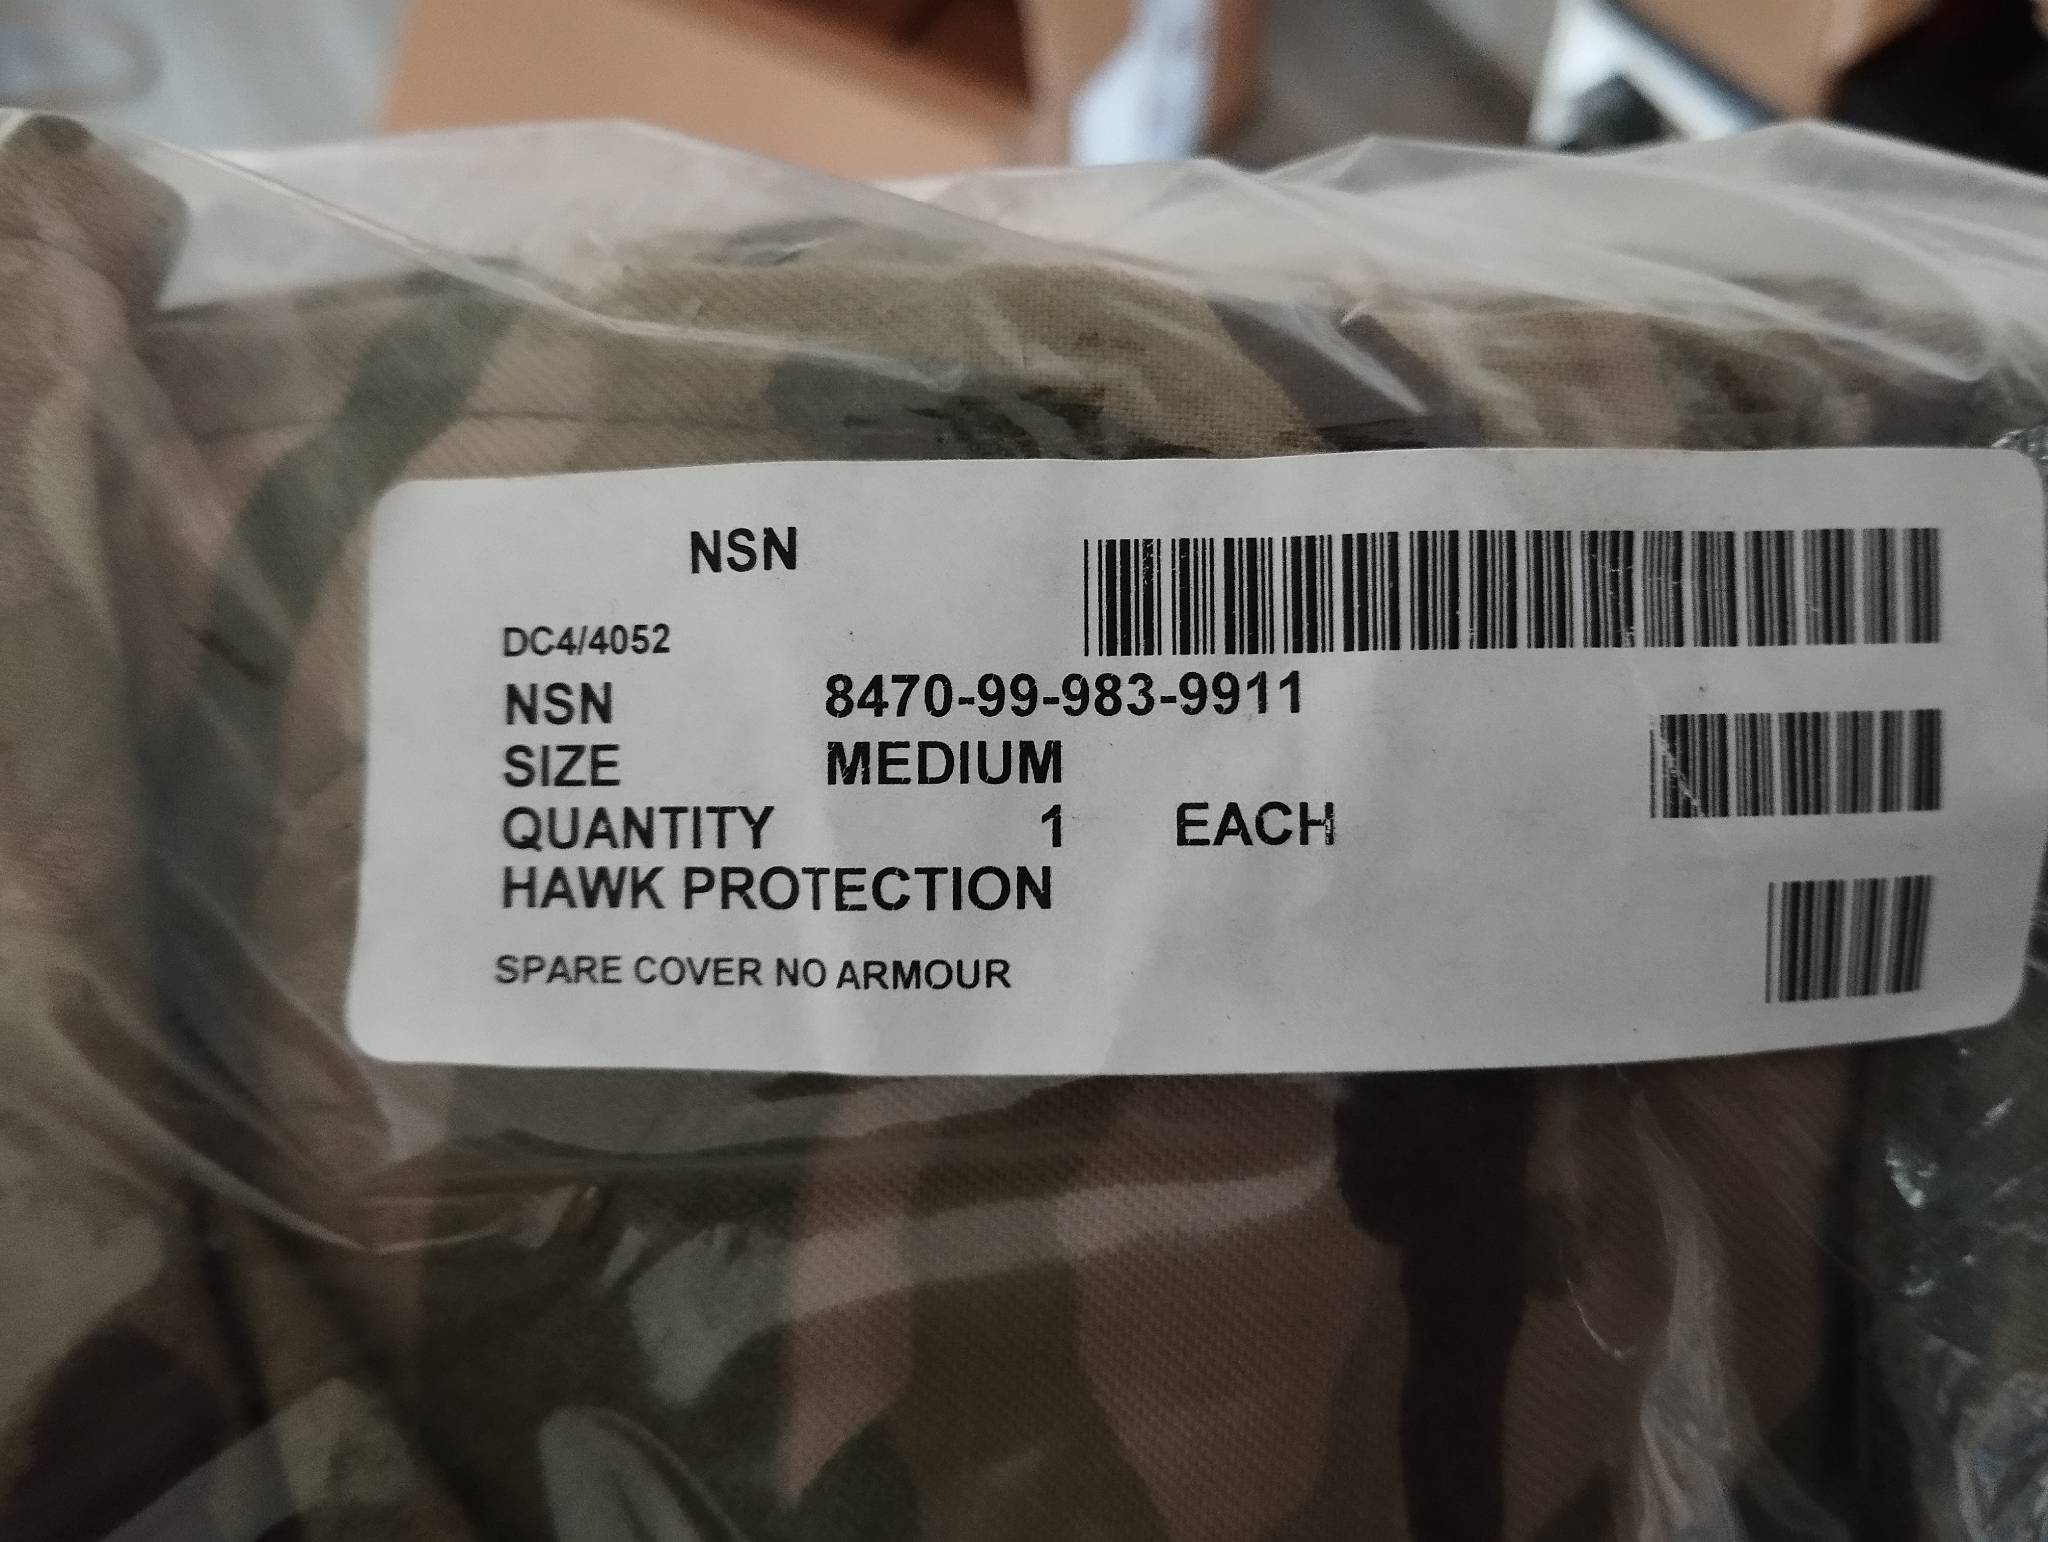 NSN
DC4/4052
NSN 8470-99-983-9911
SIZE MEDIUM
QUANTITY 1 EACH
HAWK PROTECTION
SPARE COVER NO ARMOUR